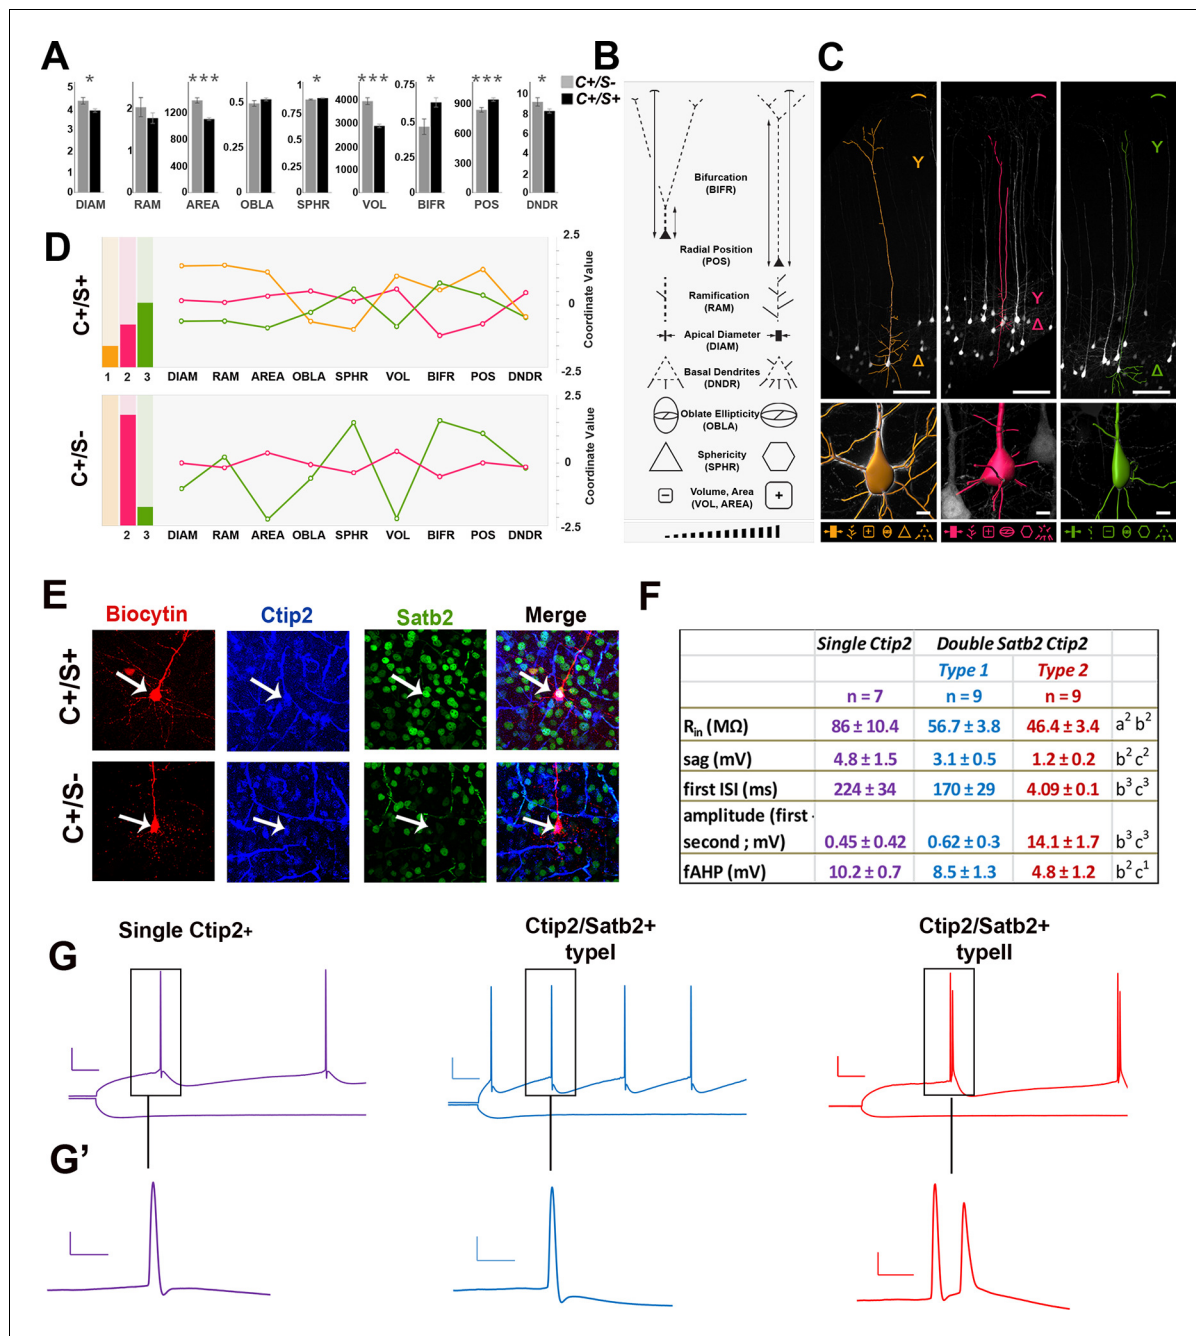 A
B
C
* *** * *** * *** *
C+/S-
C+/S+
5 4 3 2 1 0
2 1 0
1200 800 400 0
0.5 0.25 0
1 0.75 0.5 0.25 0
4000 3000 2000 1000 0
0.75 0.5 0.25 0
900 600 300 0
10 8 6 4 2 0
DIAM RAM AREA OBLA SPHR VOL BIFR POS DNDR
Bifurcation
(BIFR)
Radial Position
(POS)
Ramification
(RAM)
Apical Diameter
(DIAM)
Basal Dendrites
(DNDR)
Oblate Ellipticity
(OBLA)
Sphericity
(SPHR)
Volume, Area
(VOL, AREA)
Y Y
Y
Δ
Δ Δ
D
C+/S+
2.5
0
-2.5
Coordinate Value
1 2 3 DIAM RAM AREA OBLA SPHR VOL BIFR POS DNDR
C+/S-
2.5
0
-2.5
Coordinate Value
2 3 DIAM RAM AREA OBLA SPHR VOL BIFR POS DNDR
E
Biocytin Ctip2 Satb2 Merge
C+/S+
C+/S-
F
Single Ctip2 Double Satb2 Ctip2
Type 1 Type 2
n = 7 n = 9 n = 9
Rin (MΩ) 86 ± 10.4 56.7 ± 3.8 46.4 ± 3.4 a2 b2
sag (mV) 4.8 ± 1.5 3.1 ± 0.5 1.2 ± 0.2 b2 c2
first ISI (ms) 224 ± 34 170 ± 29 4.09 ± 0.1 b3 c3
amplitude (first -
second ; mV) 0.45 ± 0.42 0.62 ± 0.3 14.1 ± 1.7 b3 c3
fAHP (mV) 10.2 ± 0.7 8.5 ± 1.3 4.8 ± 1.2 b2 c1
G
Single Ctip2+
Ctip2/Satb2+
typeI
Ctip2/Satb2+
typeII
G'